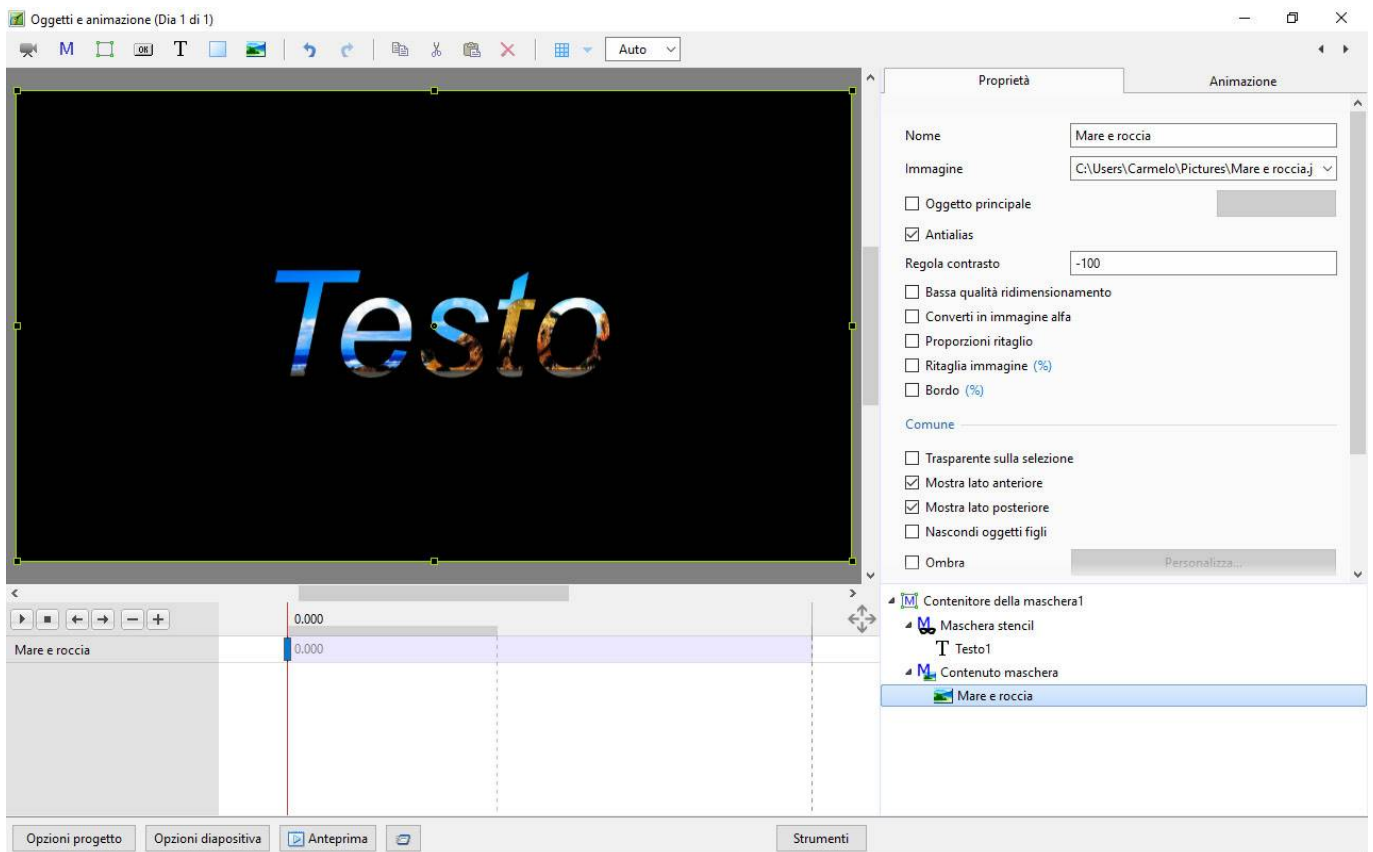 Oggetti e animazione (Dia 1 di 1)
M OK T Auto
Proprietà Animazione
Nome Mare e roccia
Immagine C:\Users\Carmelo\Pictures\Mare e roccia.j
Oggetto principale
Antialias
Regola contrasto -100
Bassa qualità ridimensionamento
Converti in immagine alfa
Proporzioni ritaglio
Ritaglia immagine (%)
Bordo (%)
Comune
Trasparente sulla selezione
Mostra lato anteriore
Mostra lato posteriore
Nascondi oggetti figli
Ombra Personalizza...
Testo
0.000
Mare e roccia 0.000
M Contenitore della maschera1
M Maschera stencil
T Testo1
M Contenuto maschera
Mare e roccia
Opzioni progetto Opzioni diapositiva Anteprima Strumenti